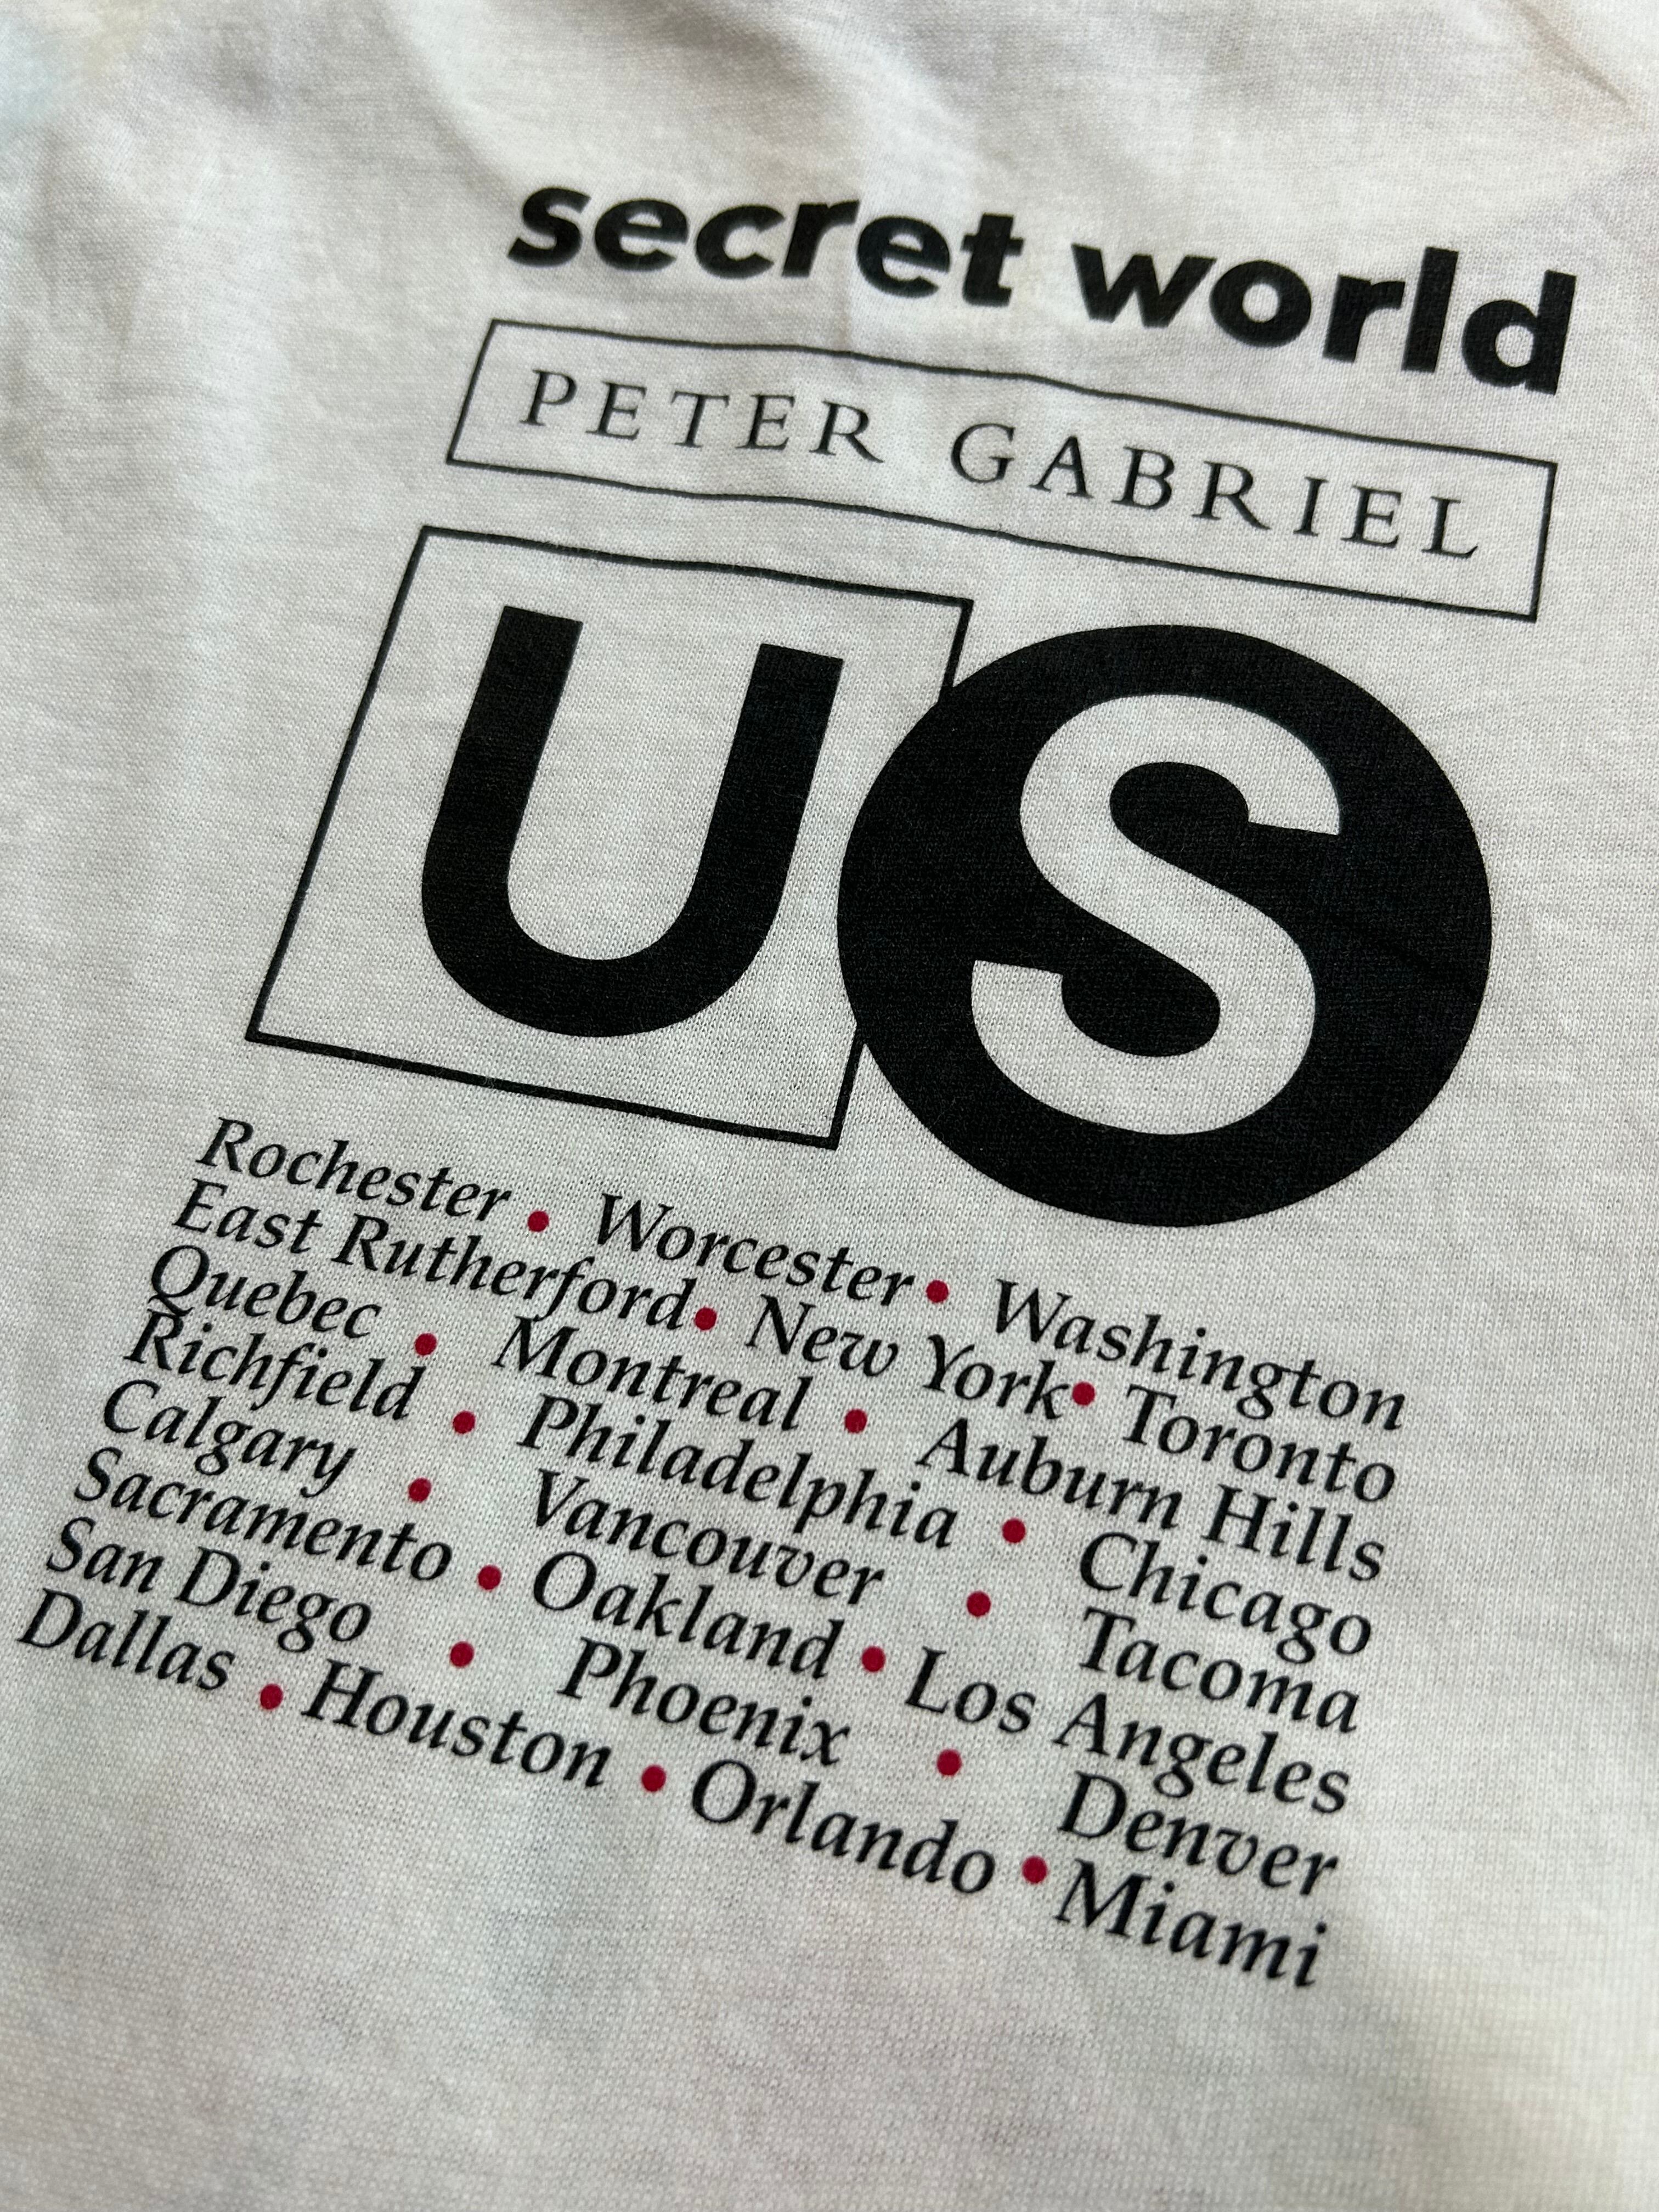 secret world
PETER GABRIEL
US
Rochester • Worcester • Washington
East Rutherford • New York • Toronto
Quebec • Montreal • Auburn Hills
Richfield • Philadelphia • Chicago
Calgary • Vancouver • Tacoma
Sacramento • Oakland • Los Angeles
San Diego • Phoenix • Denver
Dallas • Houston • Orlando • Miami